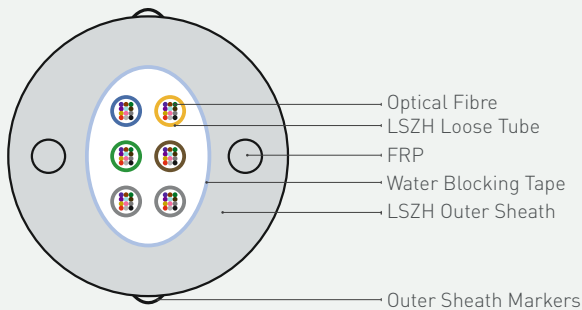 Optical Fibre
LSZH Loose Tube
FRP
Water Blocking Tape
LSZH Outer Sheath
Outer Sheath Markers